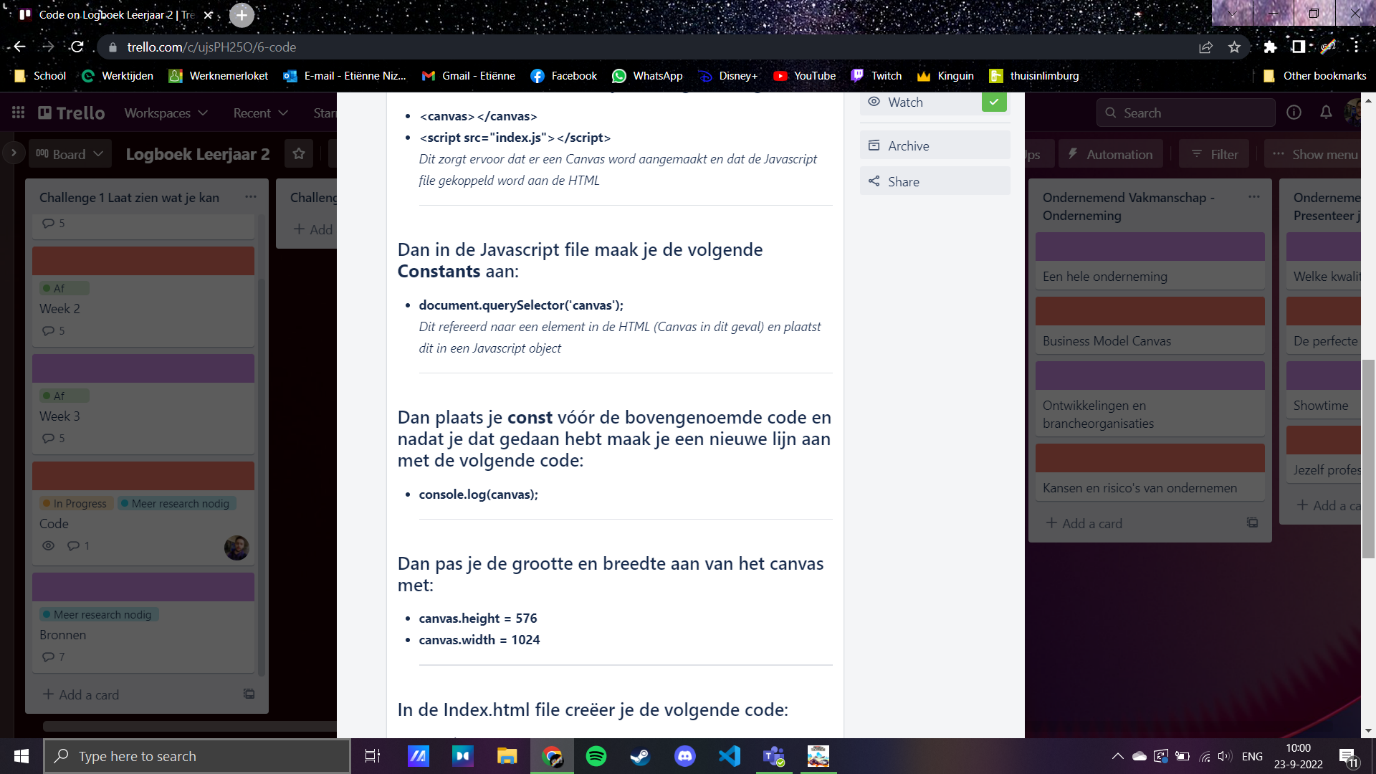 Code on Logboek Leerjaar 2 | Tre
trello.com/c/ujsPH25O/6-code
School
Werktijden
Werknemerloket
E-mail - Etiënne Niz...
Gmail - Etiënne
Facebook
WhatsApp
Disney+
YouTube
Twitch
Kinguin
thuisinlimburg
Other bookmarks
Trello
Workspaces
Recent
Starr
Search
Board
Logboek Leerjaar 2
Automation
Filter
Show menu
Challenge 1 Laat zien wat je kan
5
Af
Week 2
5
Af
Week 3
5
In Progress
Meer research nodig
Code
1
Meer research nodig
Bronnen
7
+ Add a card
Challeng
+ Add
• <canvas></canvas>
• <script src="index.js"></script>
Dit zorgt ervoor dat er een Canvas word aangemaakt en dat de Javascript
file gekoppeld word aan de HTML
Dan in de Javascript file maak je de volgende
Constants aan:
• document.querySelector('canvas');
Dit refereerd naar een element in de HTML (Canvas in dit geval) en plaatst
dit in een Javascript object
Dan plaats je const vóór de bovengenoemde code en
nadat je dat gedaan hebt maak je een nieuwe lijn aan
met de volgende code:
• console.log(canvas);
Dan pas je de grootte en breedte aan van het canvas
met:
• canvas.height = 576
• canvas.width = 1024
In de Index.html file creëer je de volgende code:
Watch
Archive
Share
Ondernemend Vakmanschap -
Onderneming
Een hele onderneming
Business Model Canvas
Ontwikkelingen en
brancheorganisaties
Kansen en risico's van ondernemen
+ Add a card
Onderneme
Presenteer j
Welke kwalit
De perfecte
Showtime
Jezelf profes
+ Add a ca
Type here to search
ENG
10:00
23-9-2022
11